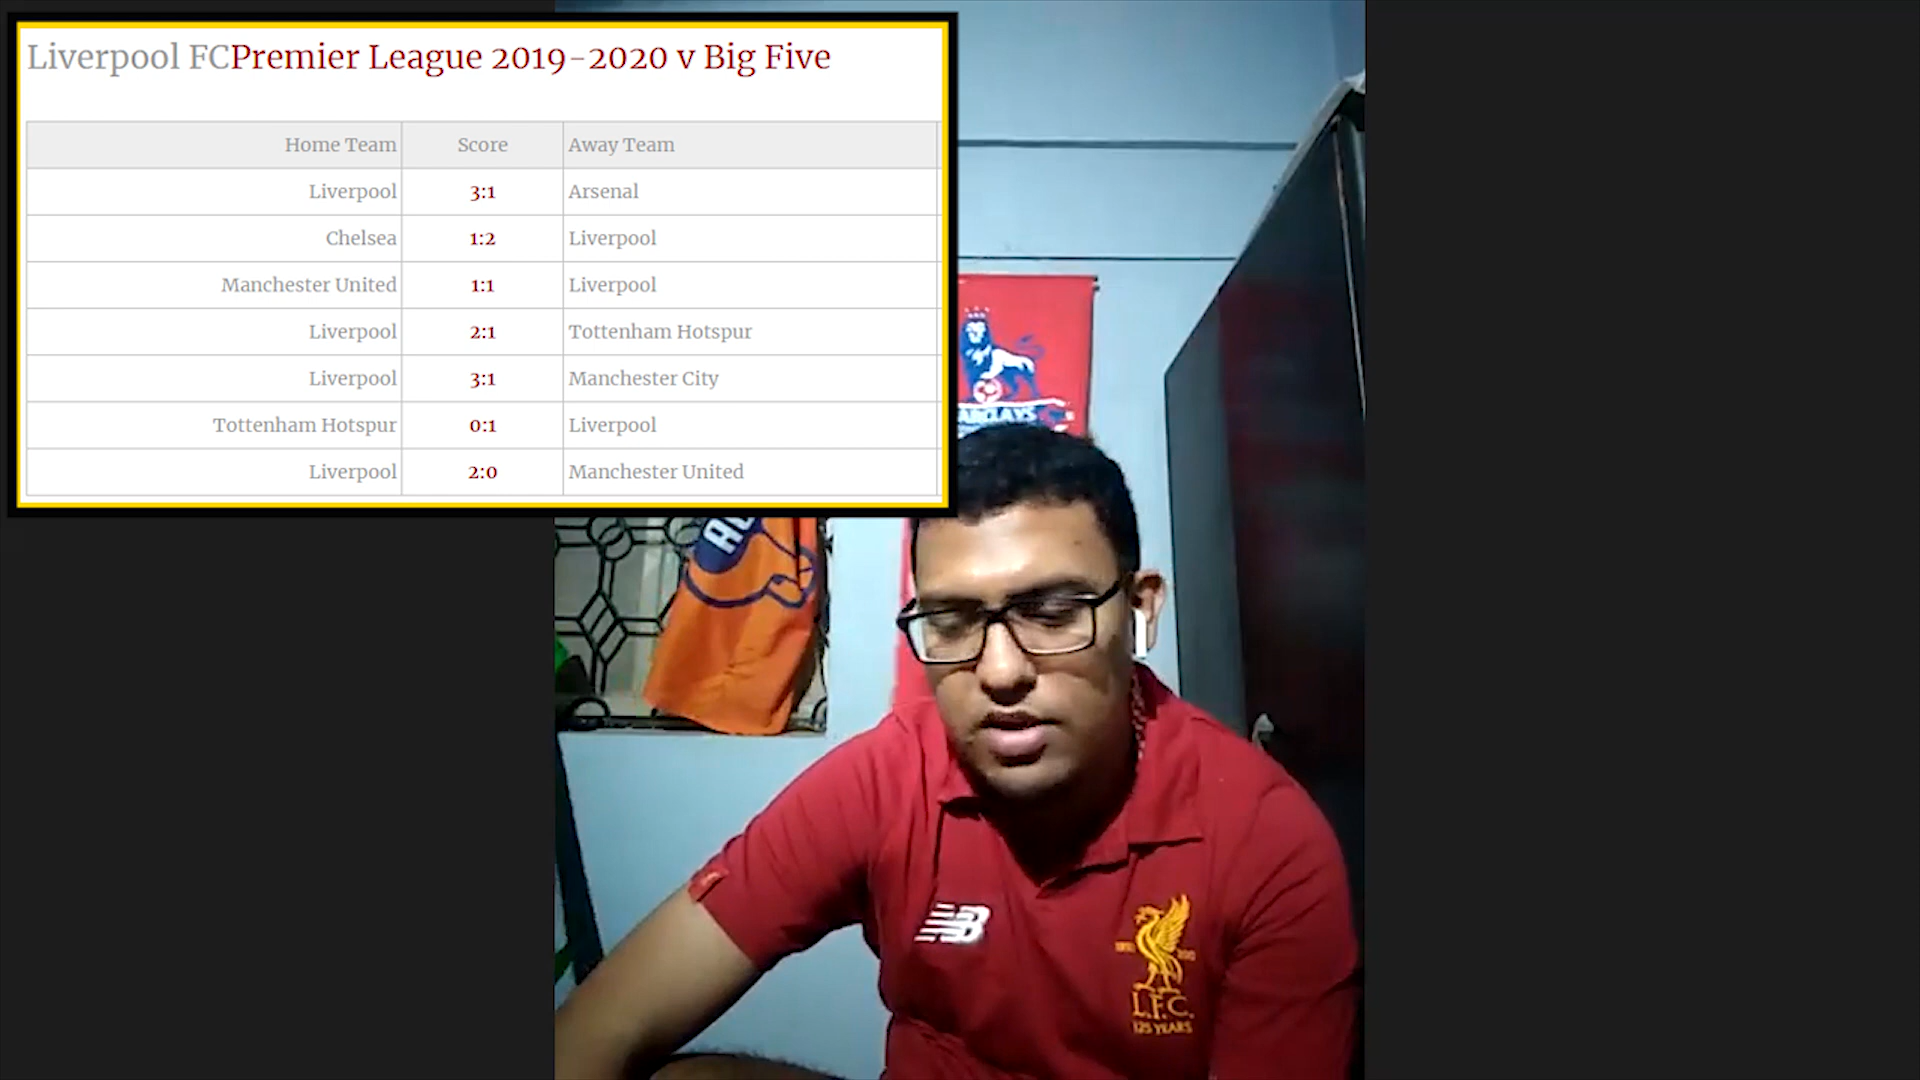 Liverpool FCPremier League 2019-2020 v Big Five
Home Team Score Away Team
Liverpool 3:1 Arsenal
Chelsea 1:2 Liverpool
Manchester United 1:1 Liverpool
Liverpool 2:1 Tottenham Hotspur
Liverpool 3:1 Manchester City
Tottenham Hotspur 0:1 Liverpool
Liverpool 2:0 Manchester United
L.F.C.
125 YEARS